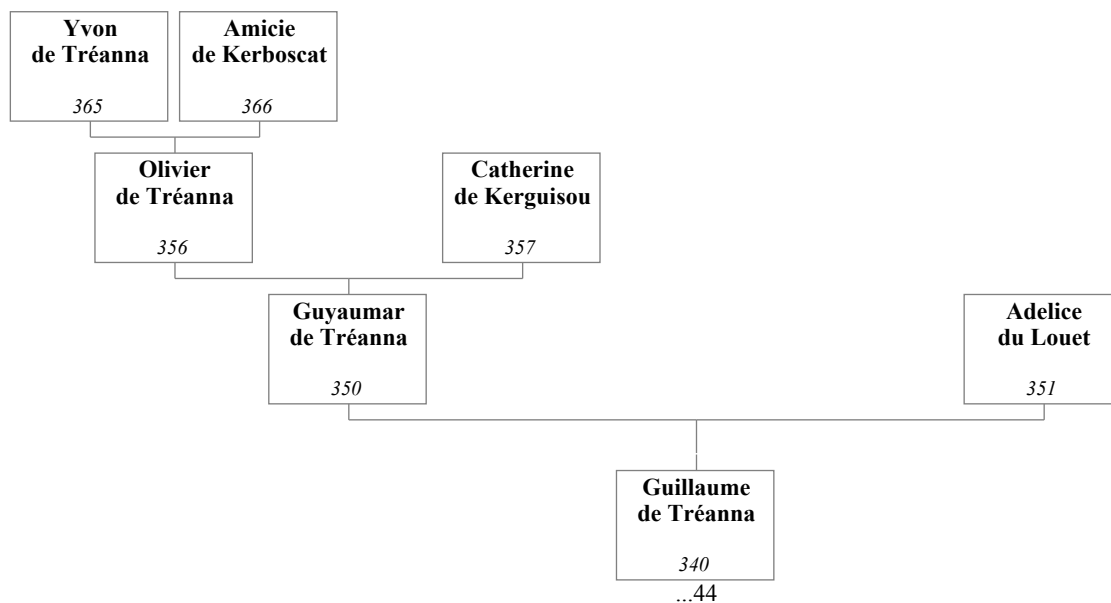 Yvon
de Tréanna
365
Amicie
de Kerboscat
366
Olivier
de Tréanna
356
Catherine
de Kerguisou
357
Guyaumar
de Tréanna
350
Adelice
du Louet
351
Guillaume
de Tréanna
340
...44